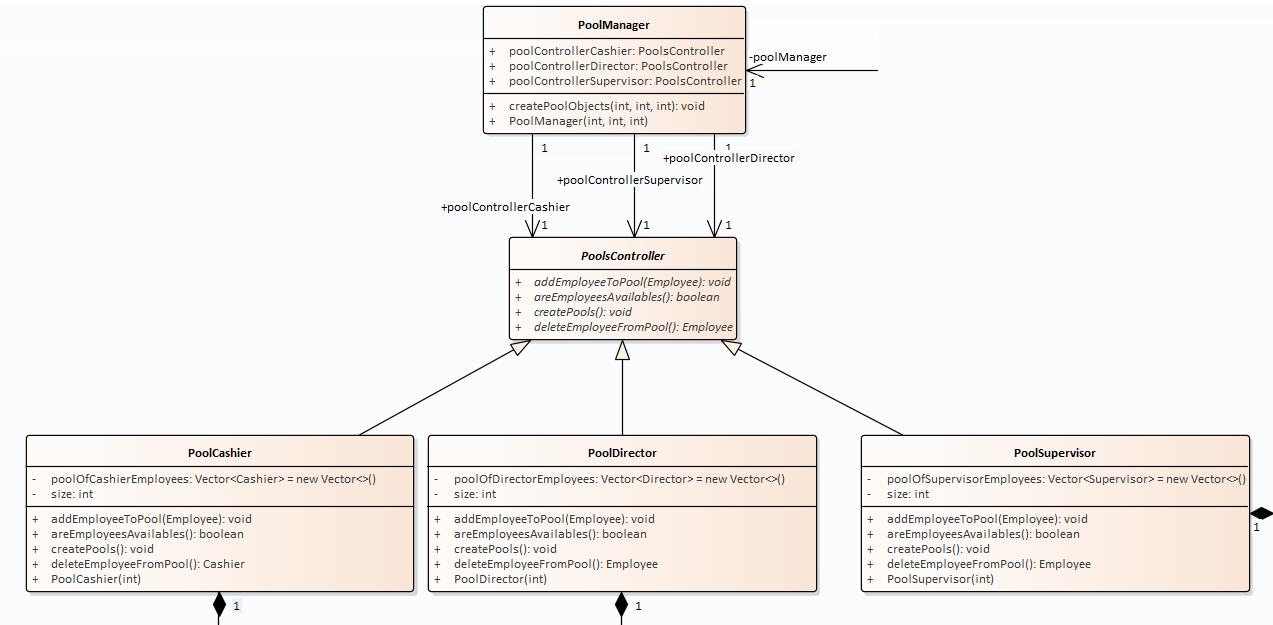 PoolManager
+ poolControllerCashier: PoolsController
+ poolControllerDirector: PoolsController
+ poolControllerSupervisor: PoolsController
+ createPoolObjects(int, int, int): void
+ PoolManager(int, int, int)
-poolManager
1
1
1
1
+poolControllerDirector
+poolControllerSupervisor
+poolControllerCashier
1
1
1
PoolsController
+ addEmployeeToPool(Employee): void
+ areEmployeesAvailables(): boolean
+ createPools(): void
+ deleteEmployeeFromPool(): Employee
PoolCashier
- poolOfCashierEmployees: Vector<Cashier> = new Vector<>()
- size: int
+ addEmployeeToPool(Employee): void
+ areEmployeesAvailables(): boolean
+ createPools(): void
+ deleteEmployeeFromPool(): Cashier
+ PoolCashier(int)
1
PoolDirector
- poolOfDirectorEmployees: Vector<Director> = new Vector<>()
- size: int
+ addEmployeeToPool(Employee): void
+ areEmployeesAvailables(): boolean
+ createPools(): void
+ deleteEmployeeFromPool(): Employee
+ PoolDirector(int)
1
PoolSupervisor
- poolOfSupervisorEmployees: Vector<Supervisor> = new Vector<>()
- size: int
+ addEmployeeToPool(Employee): void
+ areEmployeesAvailables(): boolean
+ createPools(): void
+ deleteEmployeeFromPool(): Employee
+ PoolSupervisor(int)
1